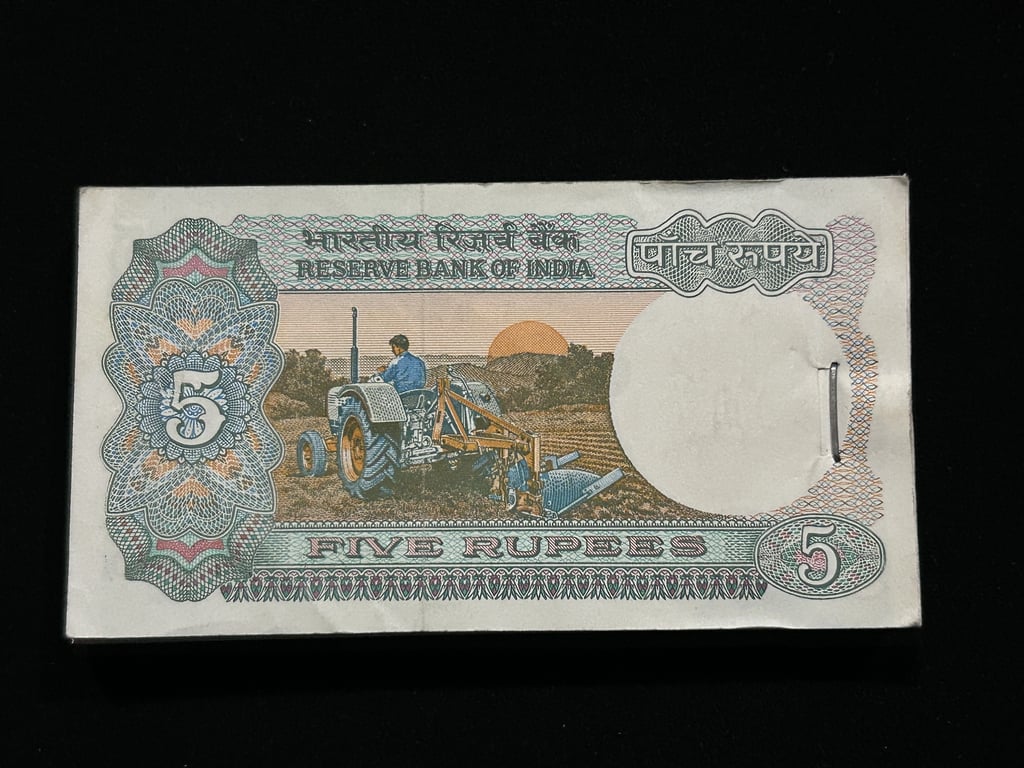 भारतीय रिज़र्व बैंक
RESERVE BANK OF INDIA
पांच रुपये
5
FIVE RUPEES
5